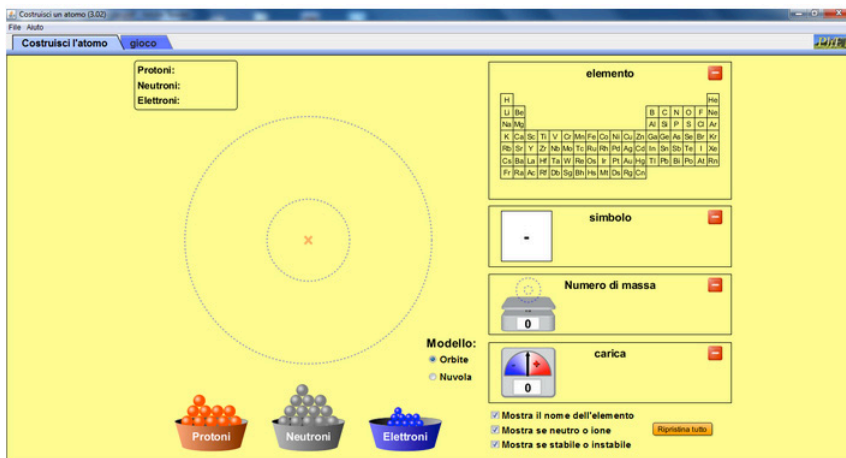 Costruisci un atomo (3.02)
File Aiuto
Costruisci l'atomo gioco
PhET
Protoni:
Neutroni:
Elettroni:
elemento
H He
Li Be B C N O F Ne
Na Mg Al Si P S Cl Ar
K Ca Sc Ti V Cr Mn Fe Co Ni Cu Zn Ga Ge As Se Br Kr
Rb Sr Y Zr Nb Mo Tc Ru Rh Pd Ag Cd In Sn Sb Te I Xe
Cs Ba La Hf Ta W Re Os Ir Pt Au Hg Tl Pb Bi Po At Rn
Fr Ra Ac Rf Db Sg Bh Hs Mt Ds Rg Cn
simbolo
-
Numero di massa
0
carica
- +
0
Modello:
Orbite
Nuvola
Protoni
Neutroni
Elettroni
Mostra il nome dell'elemento
Mostra se neutro o ione
Mostra se stabile o instabile
Ripristina tutto